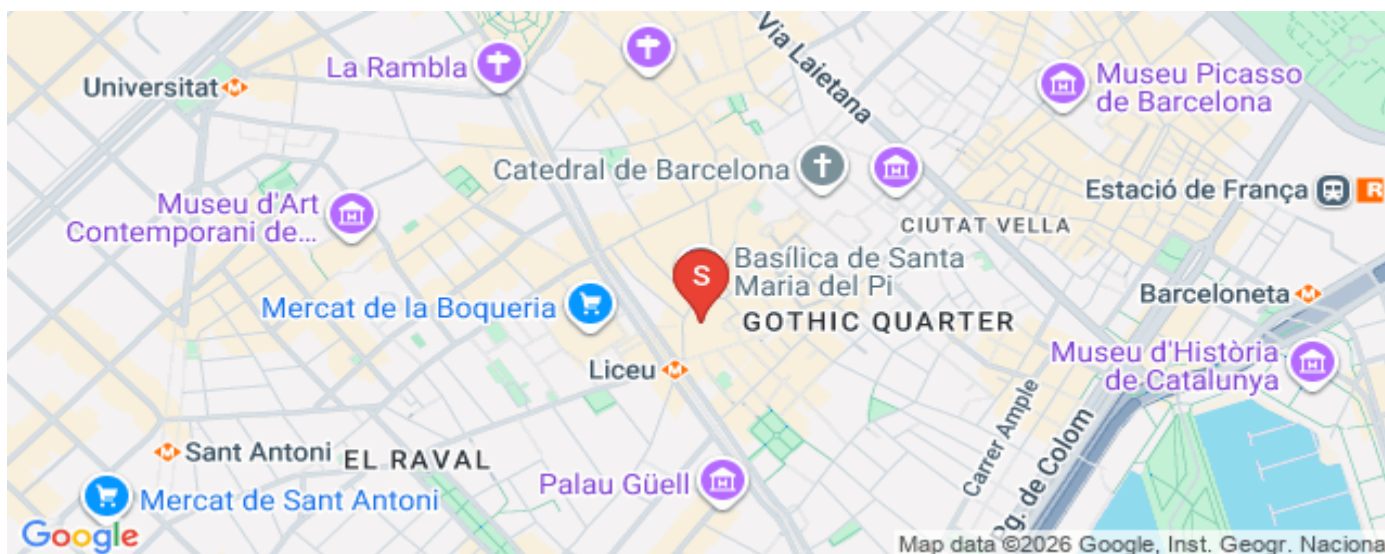 Via Laietana
La Rambla
Universitat
Museu Picasso
de Barcelona
Catedral de Barcelona
Estació de França
R
Museu d'Art
Contemporani de...
CIUTAT VELLA
S
Basílica de Santa
Maria del Pi
Mercat de la Boqueria
Barceloneta
GOTHIC QUARTER
Museu d'Història
de Catalunya
Liceu
Carrer Ample
Pg. de Colom
Sant Antoni
EL RAVAL
Palau Güell
Mercat de Sant Antoni
Google
Map data ©2026 Google, Inst. Geogr. Naciona